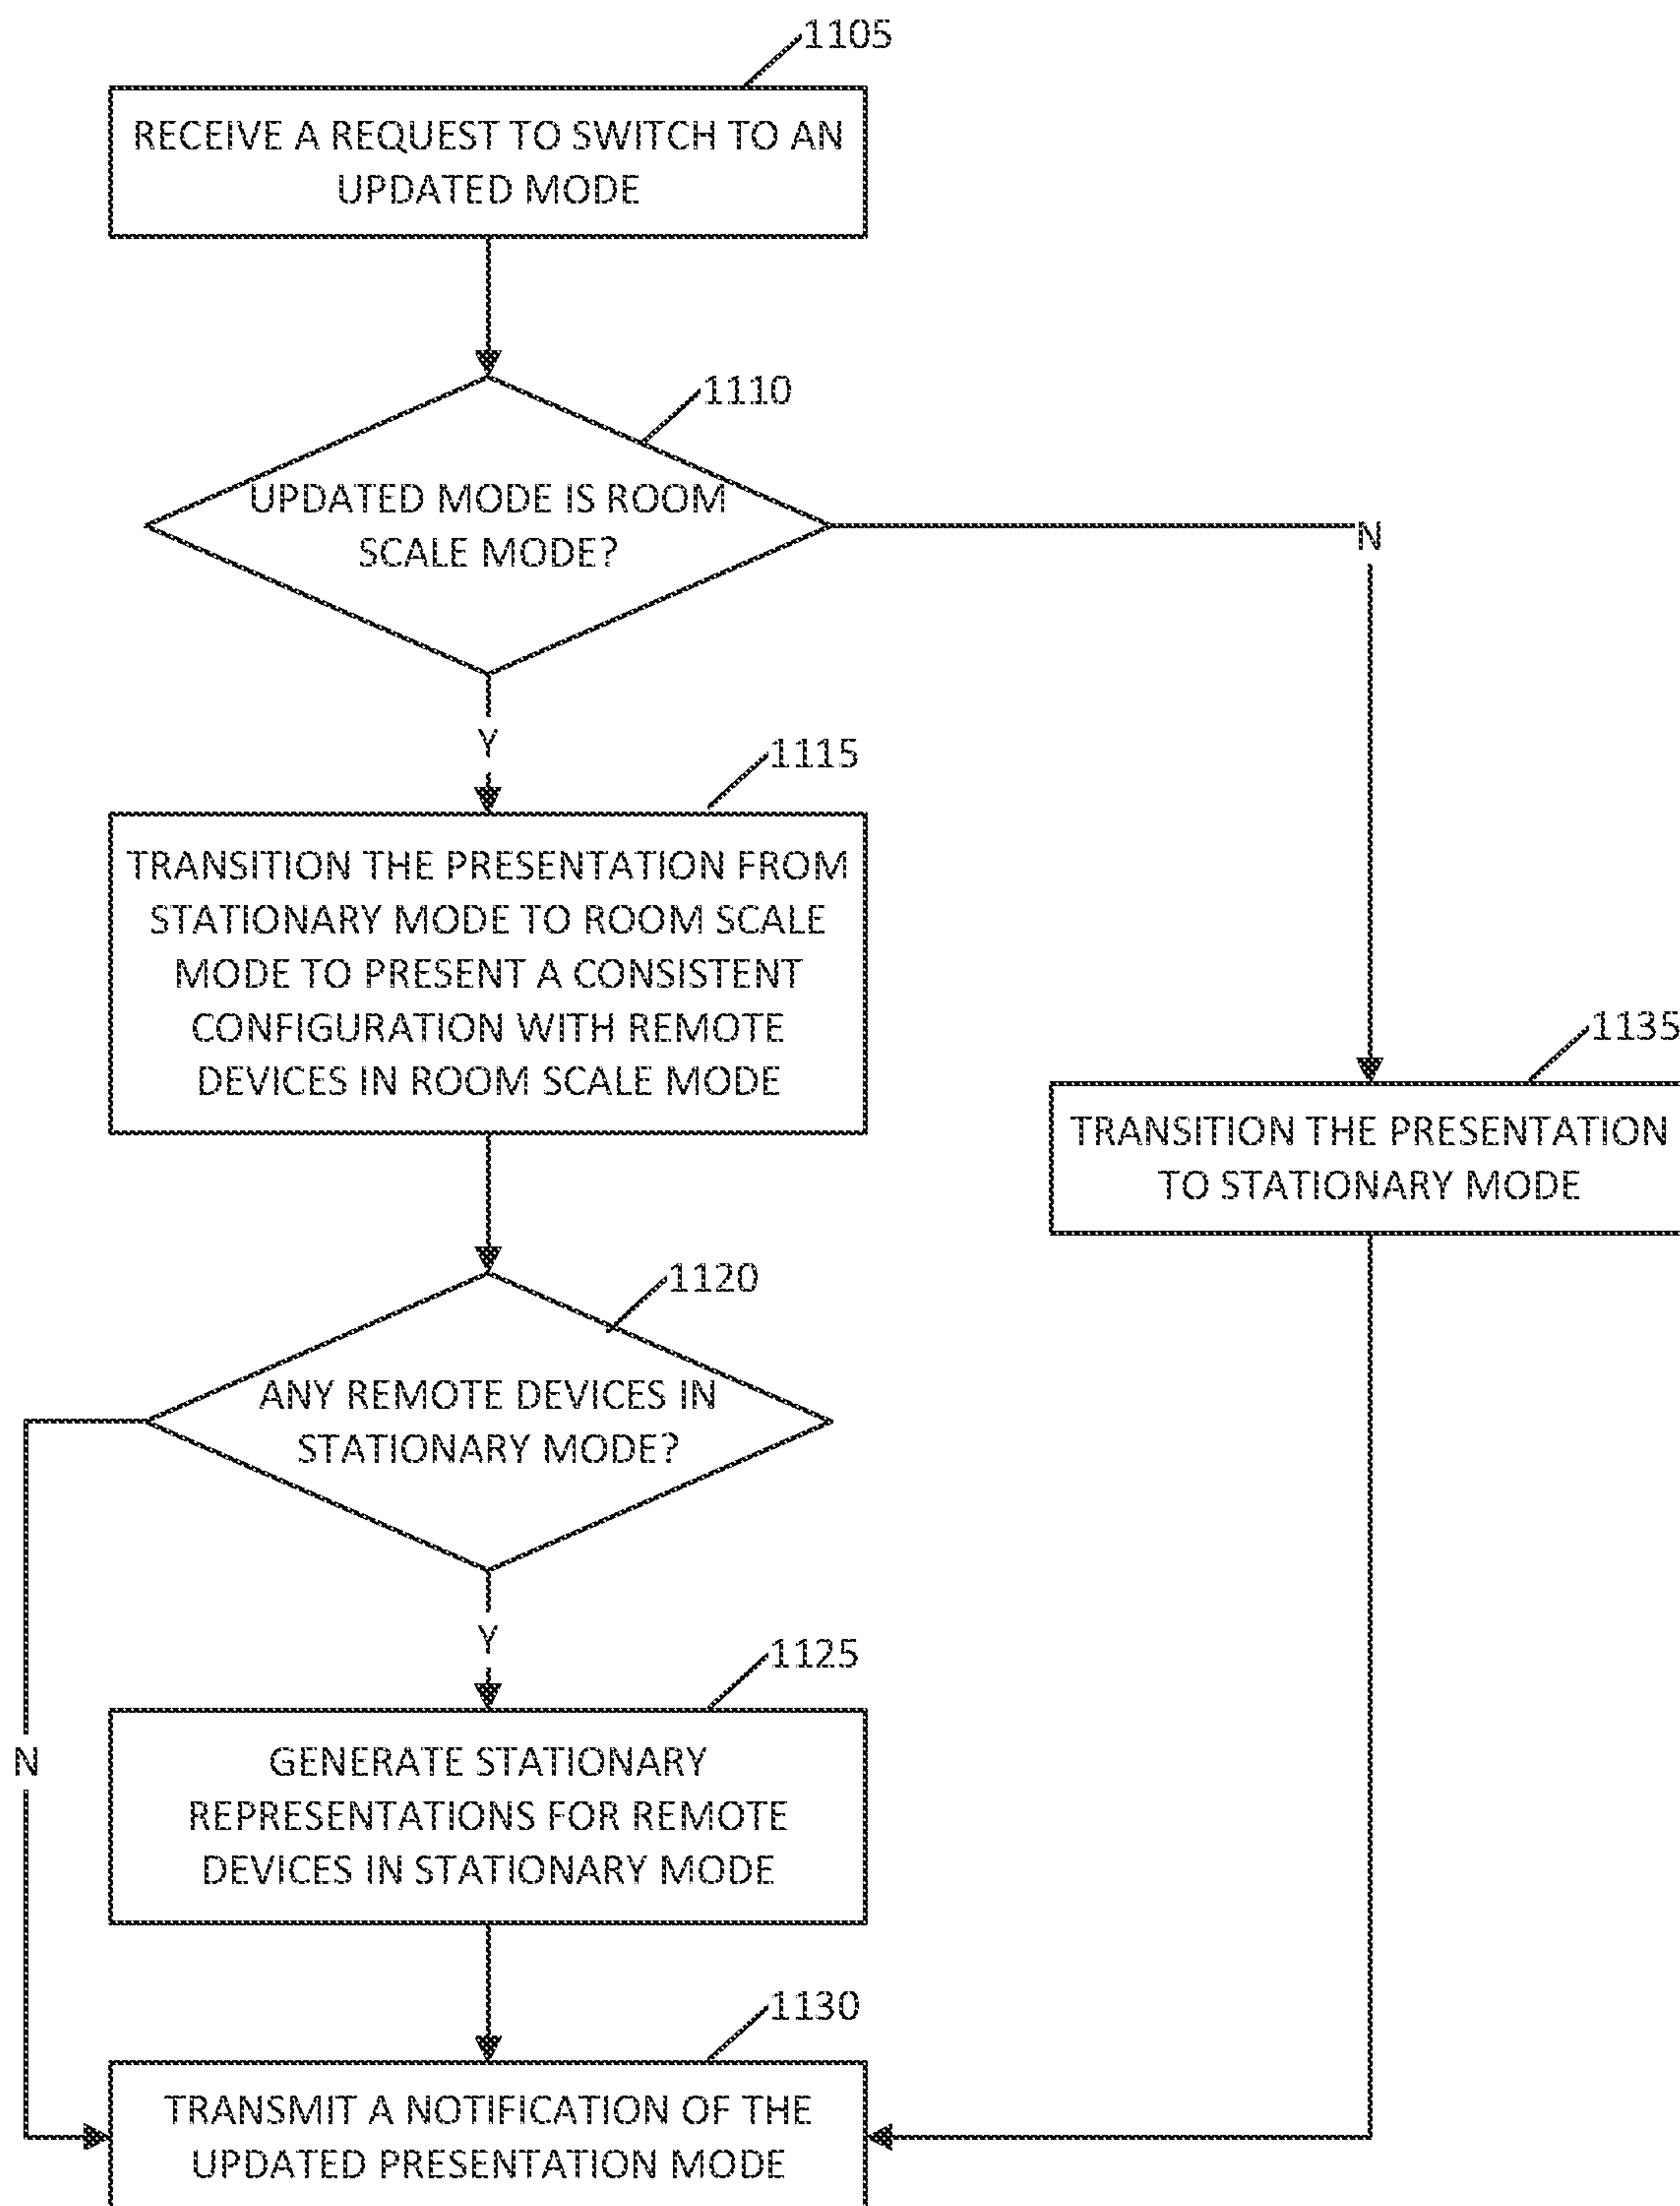 1105
RECEIVE A REQUEST TO SWITCH TO AN
UPDATED MODE
1110
UPDATED MODE IS ROOM
SCALE MODE?
N
Y
1115
TRANSITION THE PRESENTATION FROM
STATIONARY MODE TO ROOM SCALE
MODE TO PRESENT A CONSISTENT
CONFIGURATION WITH REMOTE
DEVICES IN ROOM SCALE MODE
1135
TRANSITION THE PRESENTATION
TO STATIONARY MODE
1120
ANY REMOTE DEVICES IN
STATIONARY MODE?
Y
N
1125
GENERATE STATIONARY
REPRESENTATIONS FOR REMOTE
DEVICES IN STATIONARY MODE
1130
TRANSMIT A NOTIFICATION OF THE
UPDATED PRESENTATION MODE